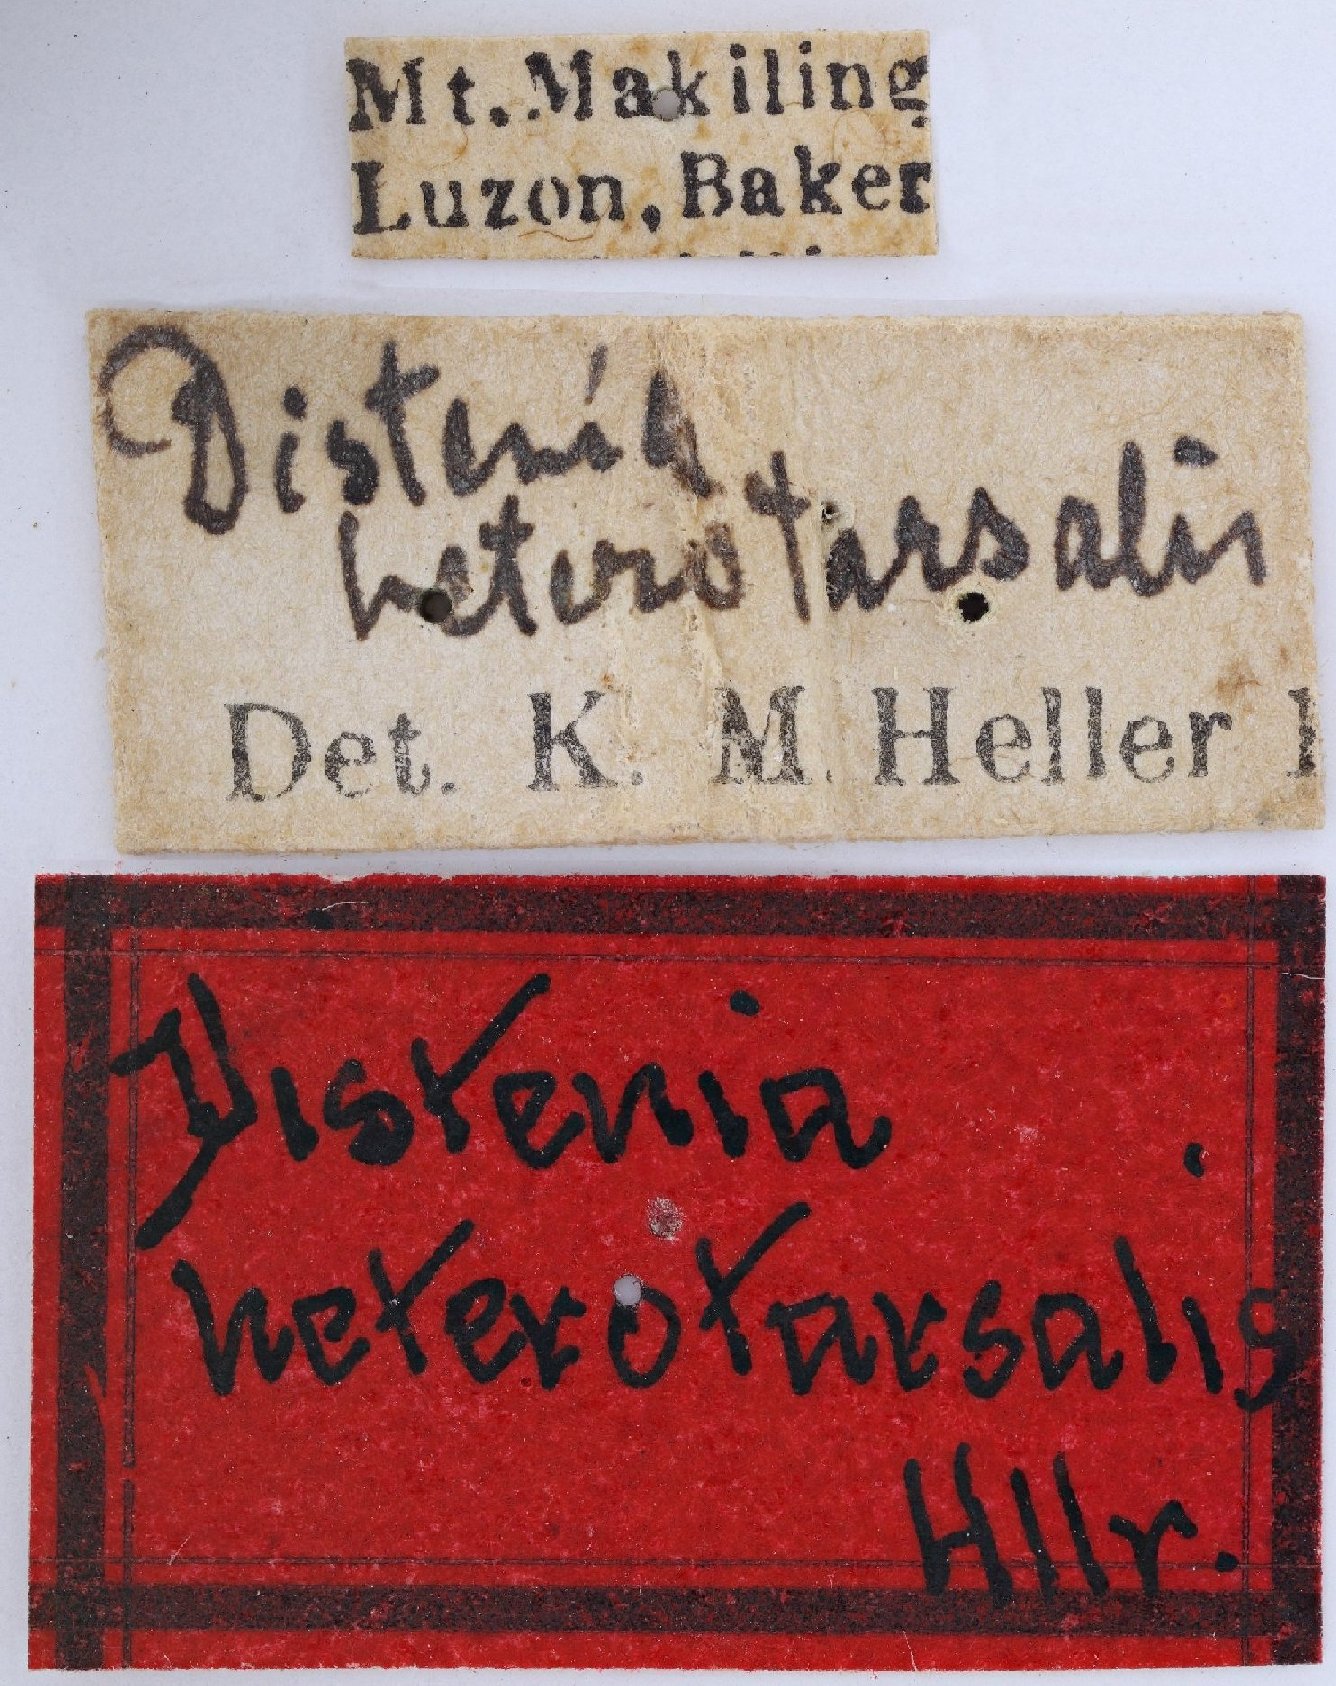 Mt. Makiling
Luzon, Baker
Distenia
heterotarsalis
Det. K. M. Heller
Distenia
heterotarsalis
Hllr.